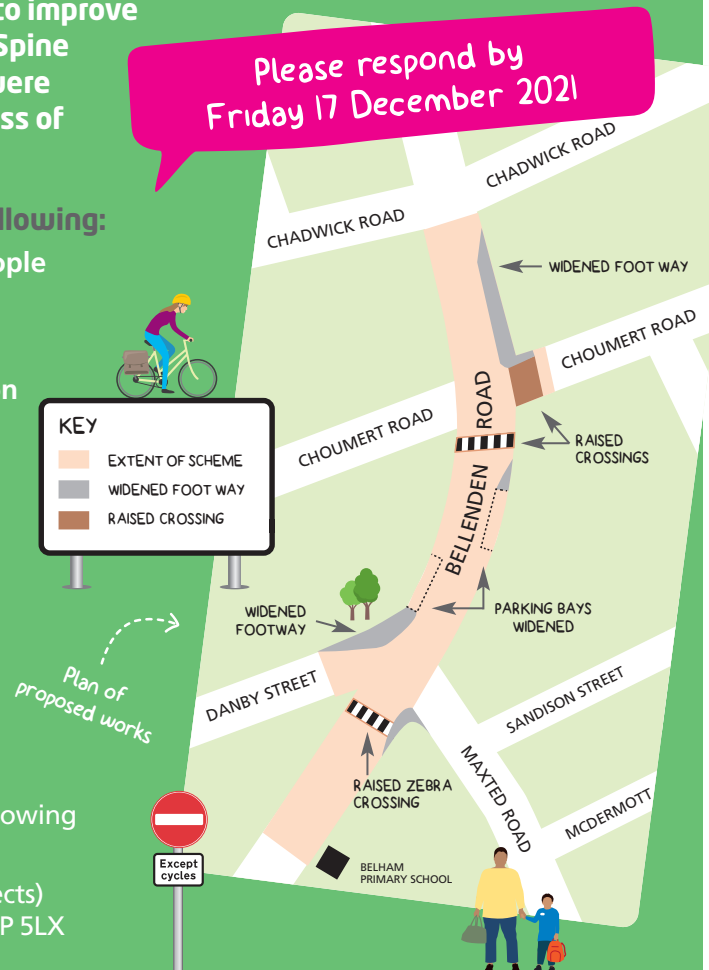 to improve
Spine
were
ss of
llowing:
ople
on
Please respond by
Friday 17 December 2021
CHADWICK ROAD
CHADWICK ROAD
WIDENED FOOT WAY
CHOUMERT ROAD
CHOUMERT ROAD
RAISED
CROSSINGS
BELLENDEN ROAD
KEY
EXTENT OF SCHEME
WIDENED FOOT WAY
RAISED CROSSING
WIDENED
FOOTWAY
PARKING BAYS
WIDENED
Plan of
proposed works
DANBY STREET
SANDISON STREET
RAISED ZEBRA
CROSSING
MAXTED ROAD
MCDERMOTT
BELHAM
PRIMARY SCHOOL
Except
cycles
owing
ects)
P 5LX